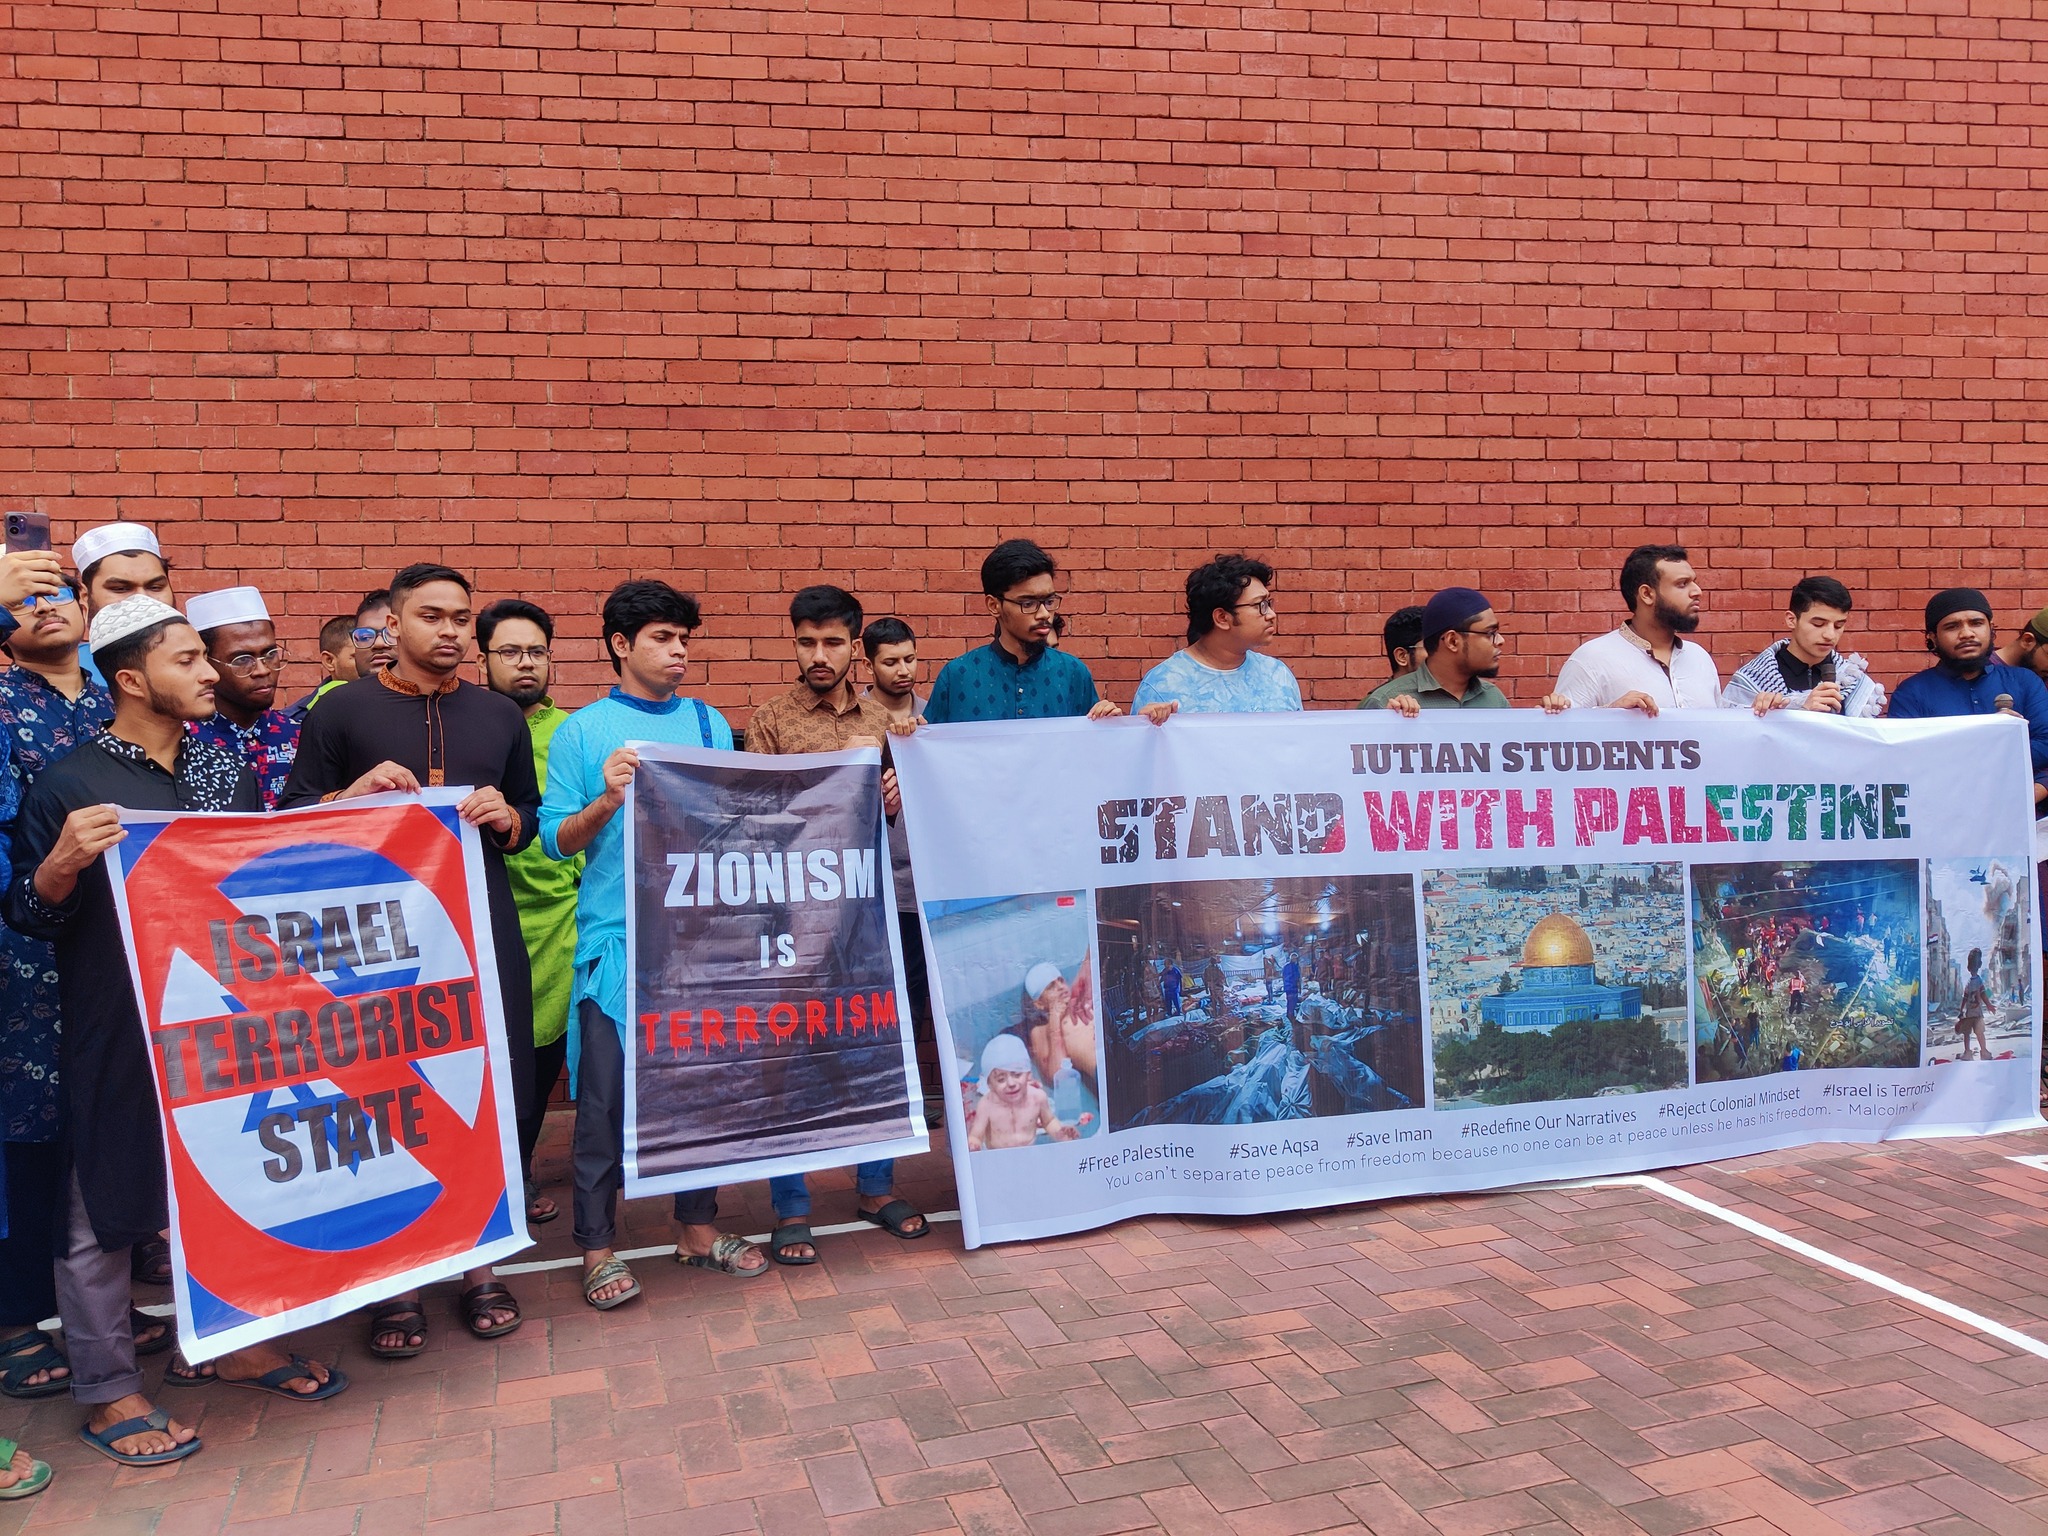 ISRAEL
TERRORIST
STATE
ZIONISM
IS
TERRORISM
IUTIAN STUDENTS
STAND WITH PALESTINE
#Free Palestine #Save Aqsa #Save Iman #Redefine Our Narratives #Reject Colonial Mindset #Israel is Terrorist
You can't separate peace from freedom because no one can be at peace unless he has his freedom. - Malcolm X